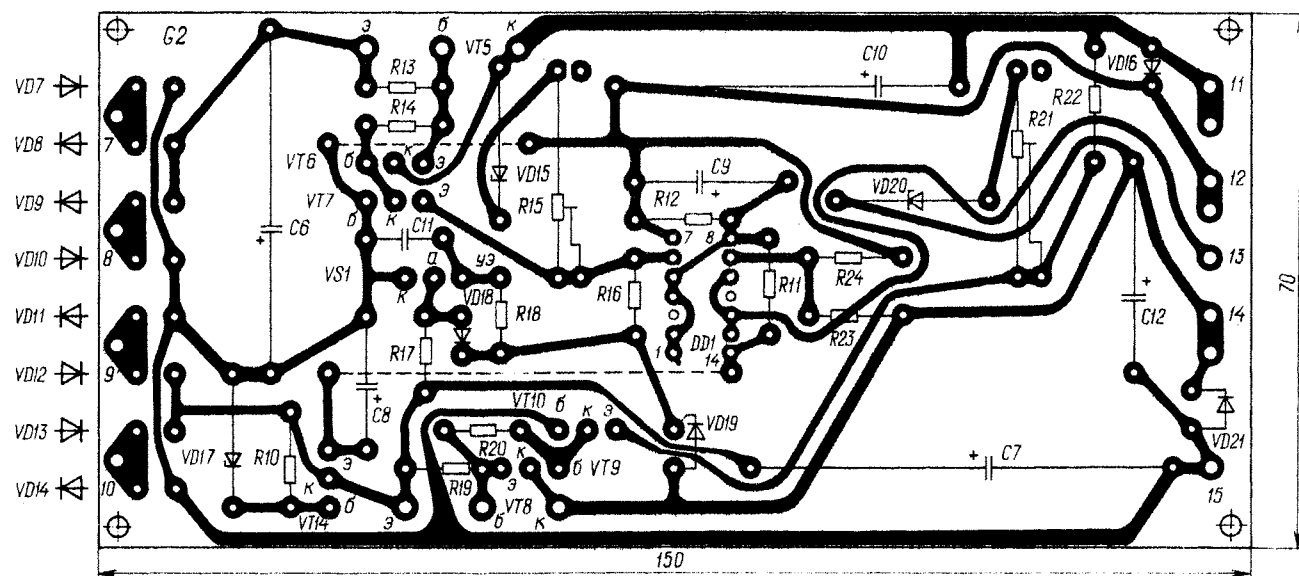 G2
э
б
VT5
к
C10
VD16
VD7
R13
11
R14
R22
R21
VD8
7
VT6
б
к
э
C9
VD15
VD20
12
VD9
VT7
э
R12
R15
б
к
C6
C11
7
8
VD10
8
VS1
а
уэ
R24
13
к
VD18
R16
R11
C12
VD11
R18
R23
14
70
R17
DD1
1
14
VD12
9
C8
VT10
б
к
э
VD13
VD19
VD21
R20
VD17
R10
э
к
б
VT9
C7
VD14
10
к
R19
э
15
VT14
б
э
VT8
б
к
150